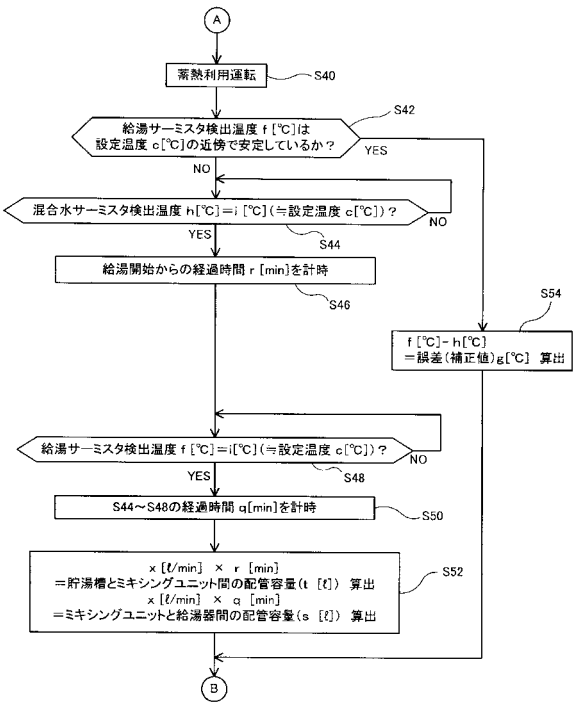 A
蓄熱利用運転
S40
給湯サーミスタ検出温度 f [℃]は
設定温度 c[℃]の近傍で安定しているか？
S42
YES
NO
混合水サーミスタ検出温度 h[℃]＝i [℃](≒設定温度 c[℃])？
NO
YES
S44
給湯開始からの経過時間 r [min]を計時
S46
S54
f [℃]－h[℃]
＝誤差(補正値)g[℃] 算出
給湯サーミスタ検出温度 f [℃]＝i[℃](≒設定温度 c[℃])？
NO
YES
S48
S44～S48の経過時間 q[min]を計時
S50
x [ℓ/min] × r [min]
＝貯湯槽とミキシングユニット間の配管容量(t [ℓ]) 算出
x [ℓ/min] × q [min]
＝ミキシングユニットと給湯器間の配管容量(s [ℓ]) 算出
S52
B